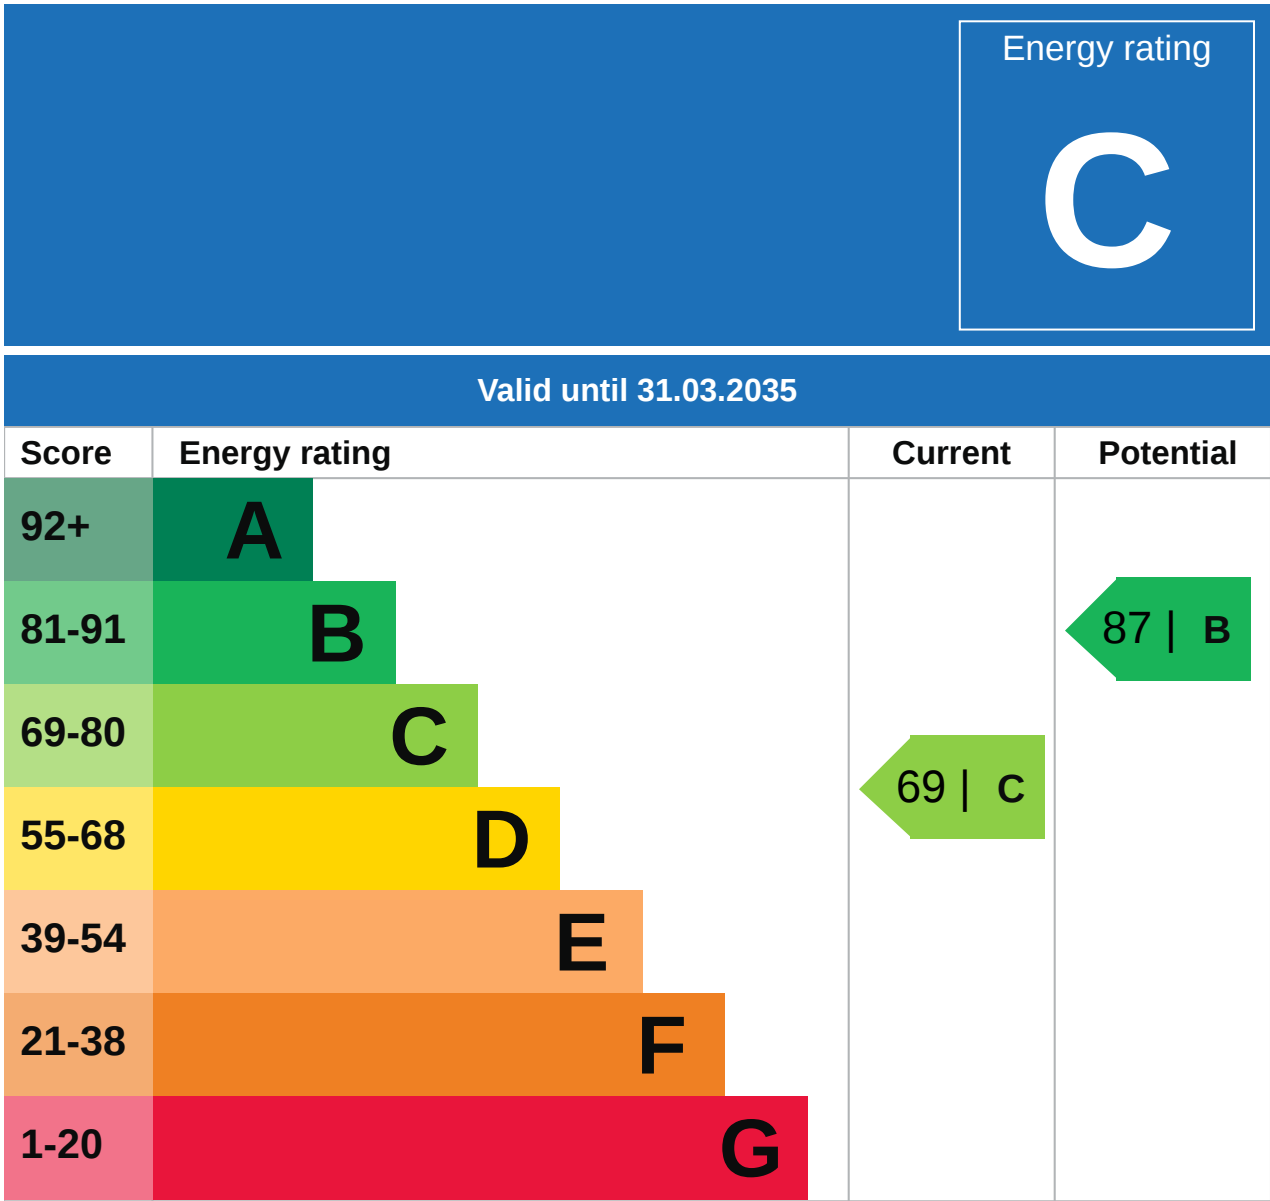 Energy rating
C
Valid until 31.03.2035
Score Energy rating Current Potential
92+ A
81-91 B
87 | B
69-80 C
69 | C
55-68 D
39-54 E
21-38 F
1-20 G